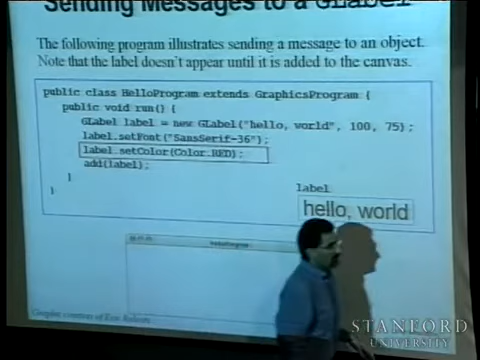 Sending Messages to a GLabel
The following program illustrates sending a message to an object.
Note that the label doesn't appear until it is added to the canvas.
public class HelloProgram extends GraphicsProgram {
public void run() {
GLabel label = new GLabel("hello, world", 100, 75);
label.setFont("SansSerif-36");
label.setColor(Color.RED);
add(label);
}
}
label
hello, world
HelloProgram
Graphic courtesy of Eric Roberts
STANFORD
UNIVERSITY